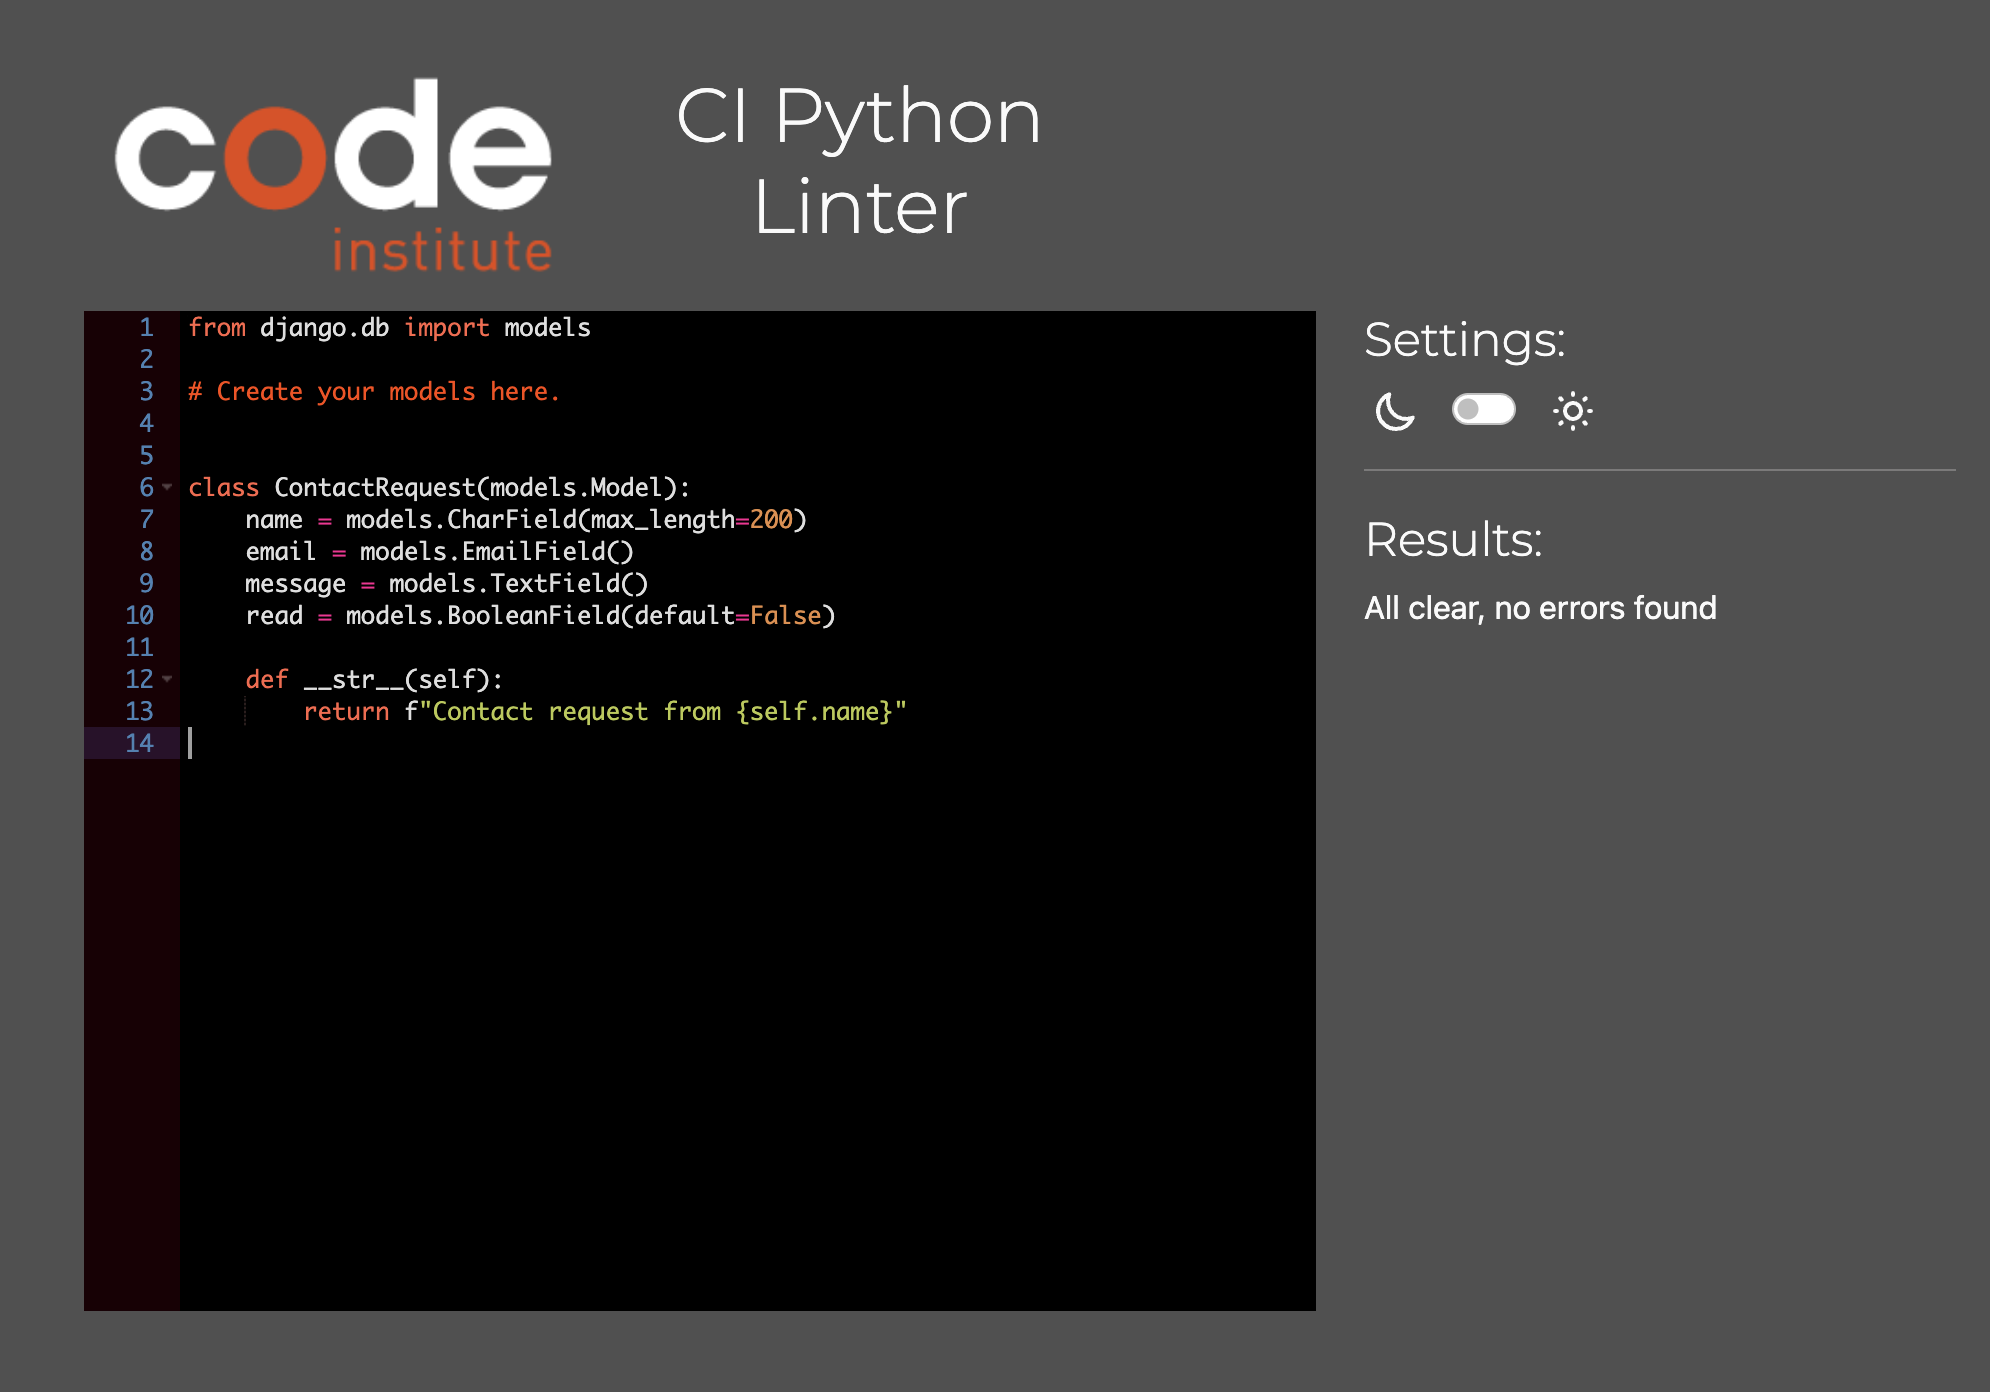 code
institute
CI Python
Linter
1 from django.db import models
2
3 # Create your models here.
4
5
6 class ContactRequest(models.Model):
7     name = models.CharField(max_length=200)
8     email = models.EmailField()
9     message = models.TextField()
10     read = models.BooleanField(default=False)
11
12     def __str__(self):
13         return f"Contact request from {self.name}"
14
Settings:
Results:
All clear, no errors found